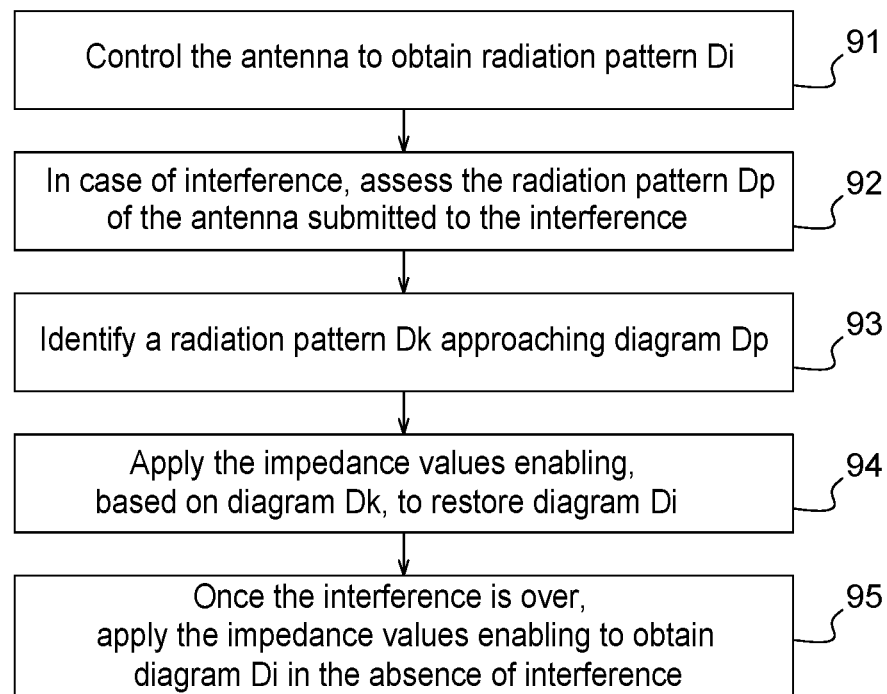 Control the antenna to obtain radiation pattern Di
91
In case of interference, assess the radiation pattern Dp
of the antenna submitted to the interference
92
Identify a radiation pattern Dk approaching diagram Dp
93
Apply the impedance values enabling,
based on diagram Dk, to restore diagram Di
94
Once the interference is over,
apply the impedance values enabling to obtain
diagram Di in the absence of interference
95